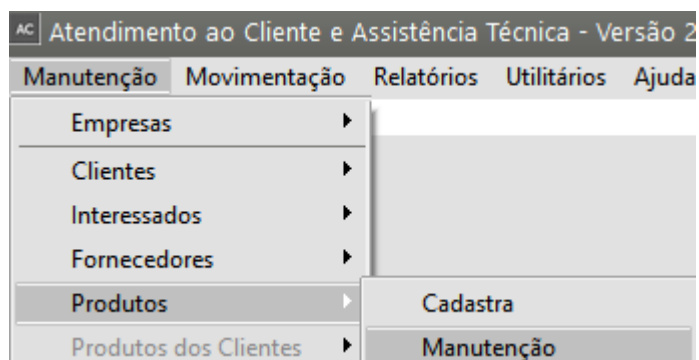 AC Atendimento ao Cliente e Assistência Técnica - Versão 2
Manutenção Movimentação Relatórios Utilitários Ajuda
Empresas
Clientes
Interessados
Fornecedores
Produtos Cadastra
Produtos dos Clientes Manutenção